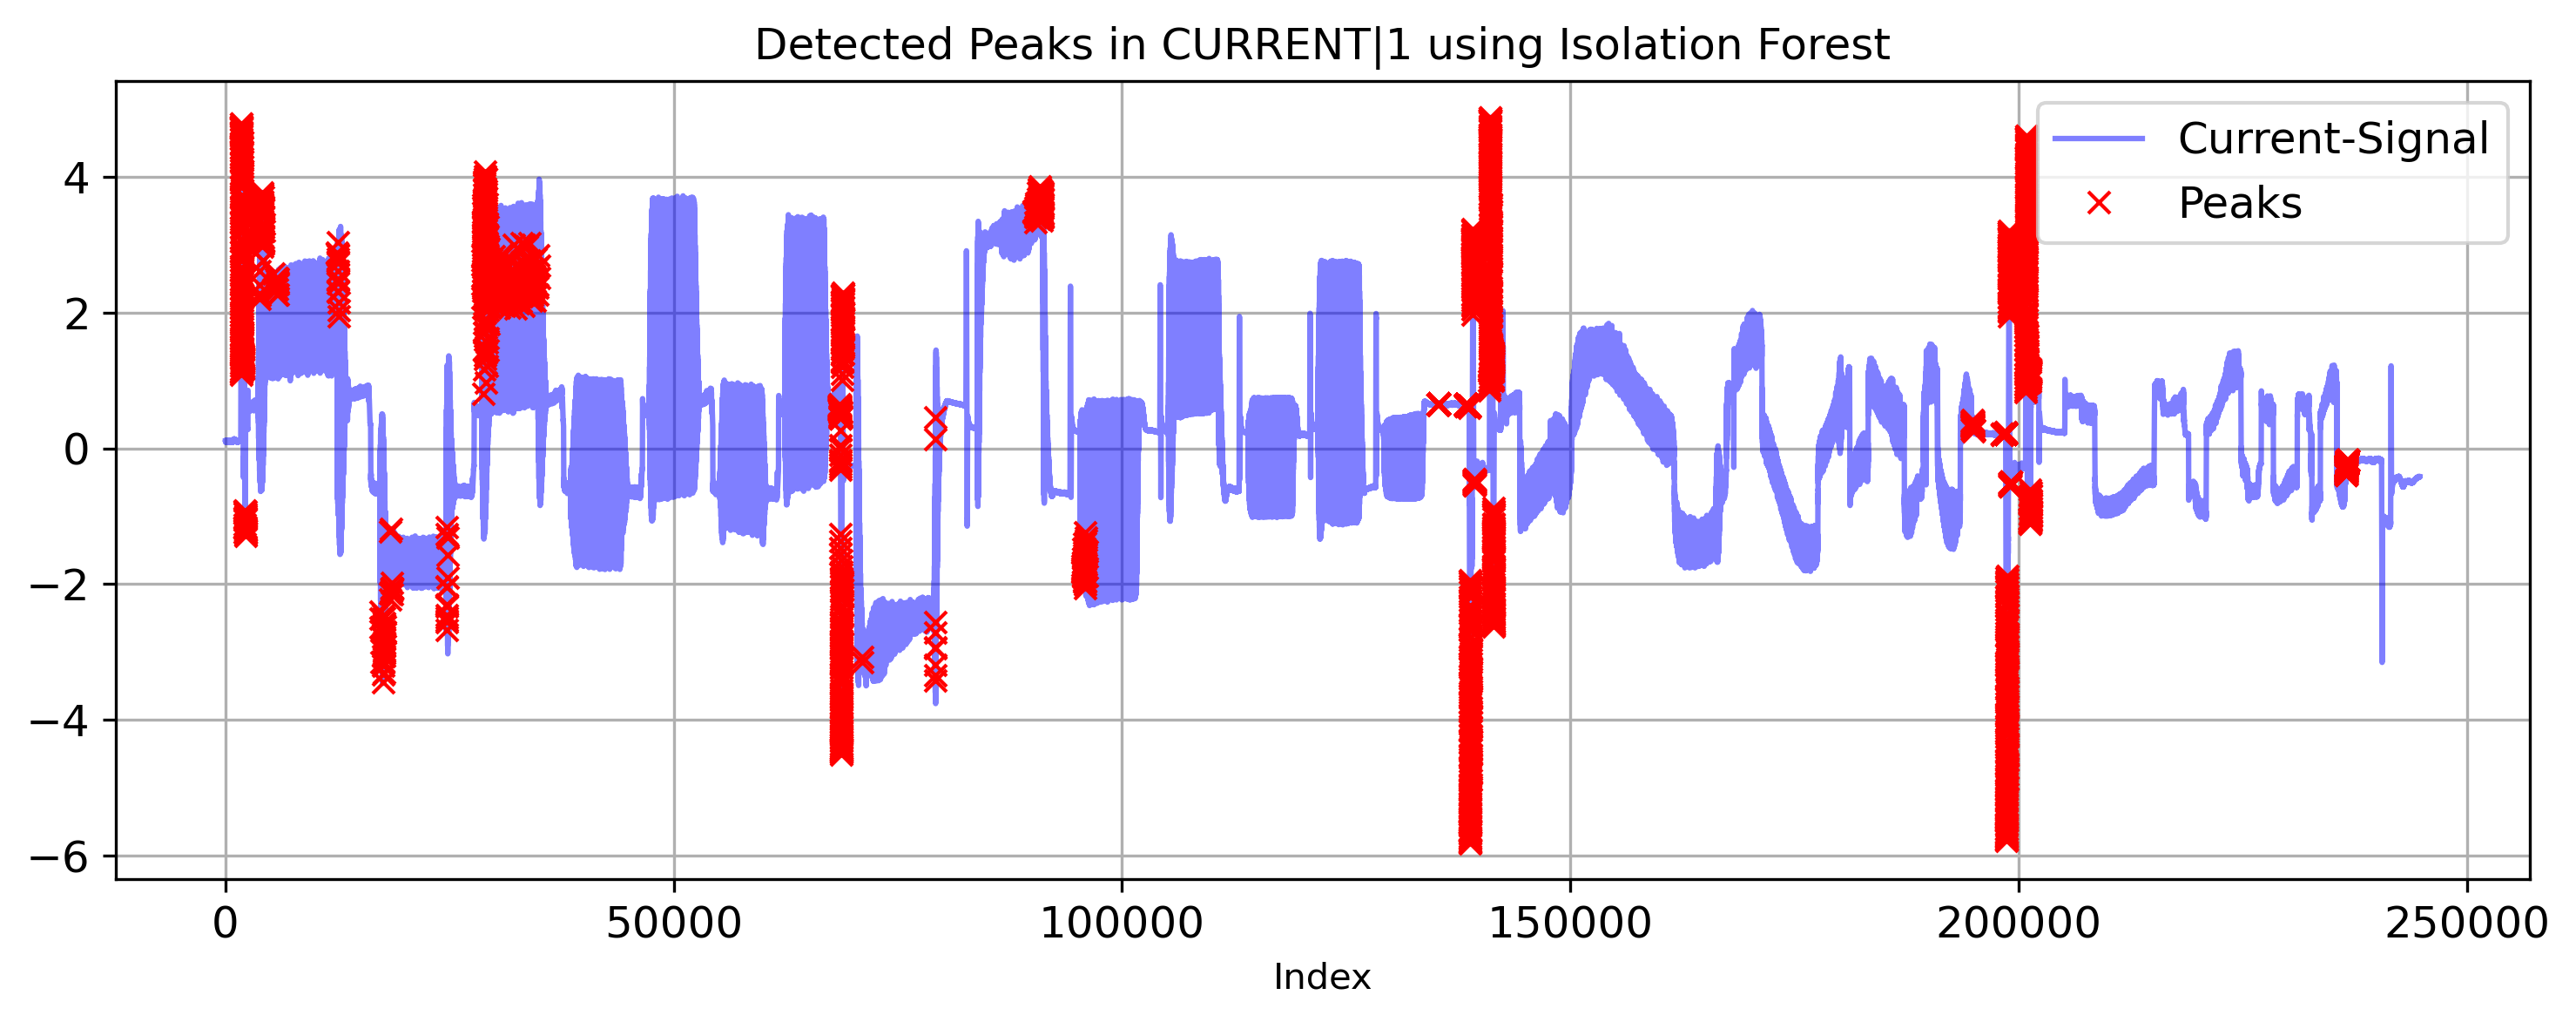 Detected Peaks in CURRENT|1 using Isolation Forest
Current-Signal
Peaks
4
2
0
−2
−4
−6
0 50000 100000 150000 200000 250000
Index